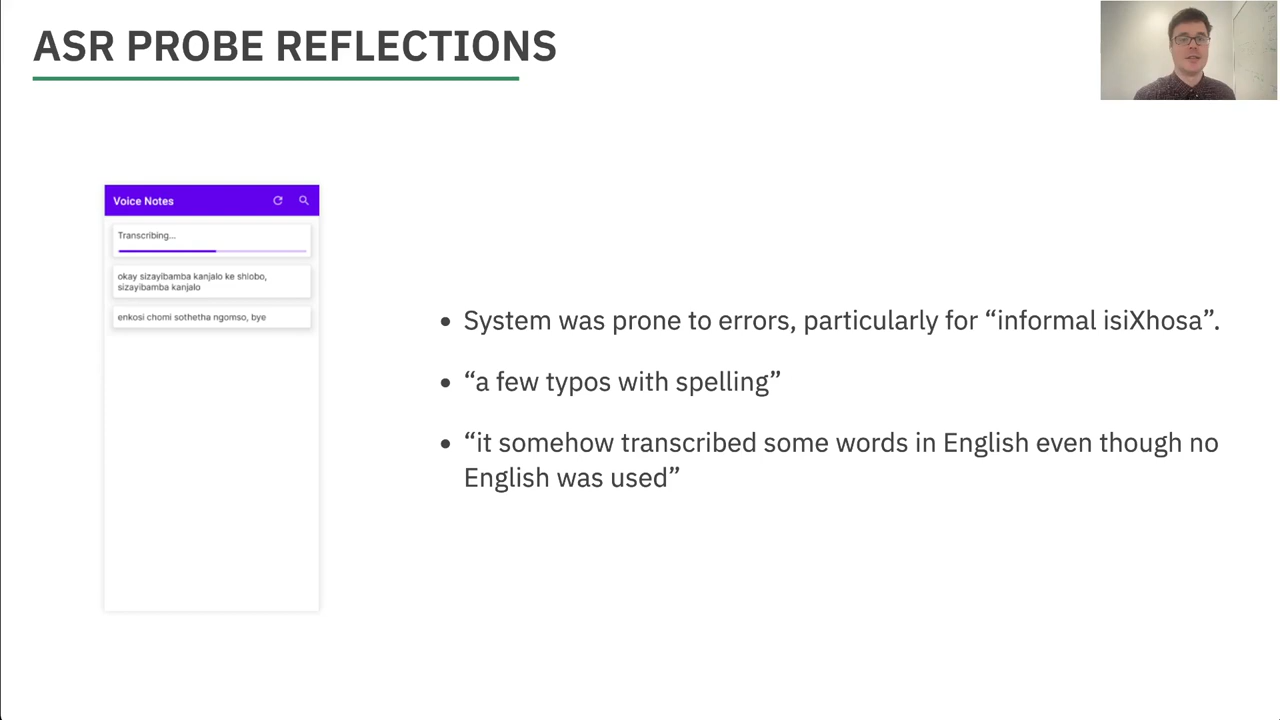 ASR PROBE REFLECTIONS
Voice Notes
Transcribing...
okay sizayibamba kanjalo ke shiobo,
sizayibamba kanjalo
enkosi chomi sothetha ngomso, bye
• System was prone to errors, particularly for “informal isiXhosa”.
• “a few typos with spelling”
• “it somehow transcribed some words in English even though no
English was used”